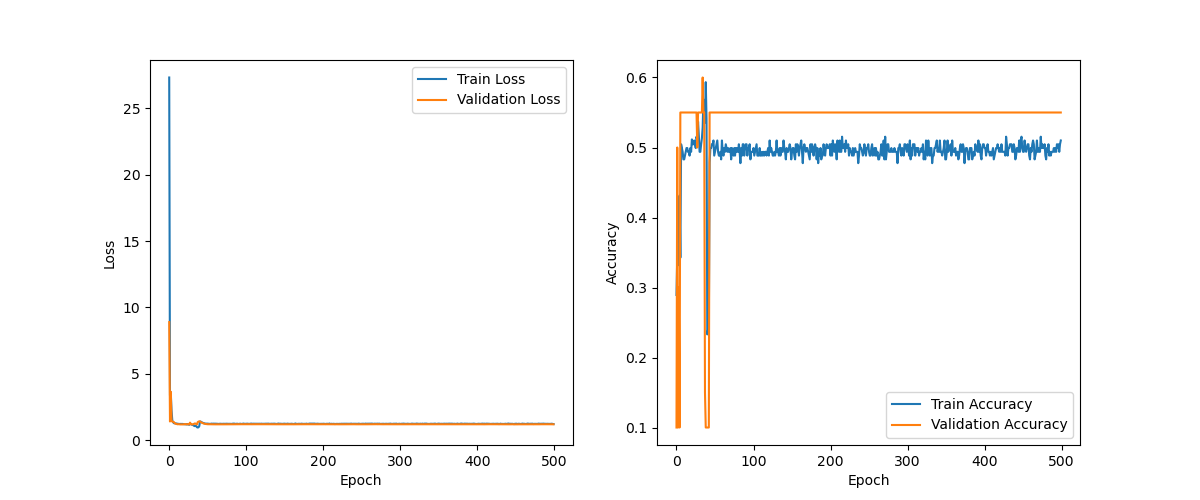 Train Loss
Validation Loss
25
20
15
10
5
0
Loss
0 100 200 300 400 500
Epoch
0.6
0.5
0.4
0.3
0.2
0.1
Accuracy
Train Accuracy
Validation Accuracy
0 100 200 300 400 500
Epoch